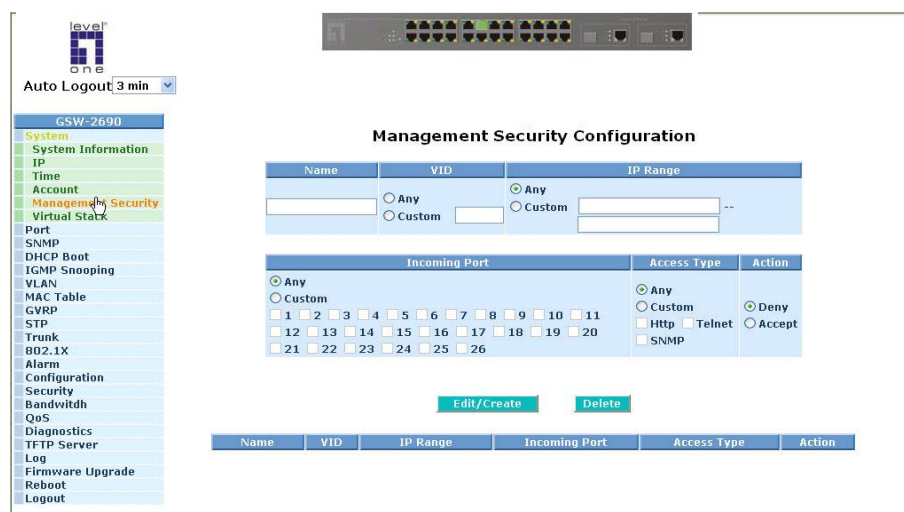 level
one
Auto Logout 3 min
GSW-2690
System
System Information
IP
Time
Account
Management Security
Virtual Stack
Port
SNMP
DHCP Boot
IGMP Snooping
VLAN
MAC Table
GVRP
STP
Trunk
802.1X
Alarm
Configuration
Security
Bandwitdh
QoS
Diagnostics
TFTP Server
Log
Firmware Upgrade
Reboot
Logout
Management Security Configuration
Name VID IP Range
Any
Custom
Any
Custom --
Incoming Port Access Type Action
Any
Custom
1 2 3 4 5 6 7 8 9 10 11
12 13 14 15 16 17 18 19 20
21 22 23 24 25 26
Any
Custom
Http Telnet
SNMP
Deny
Accept
Edit/Create Delete
Name VID IP Range Incoming Port Access Type Action